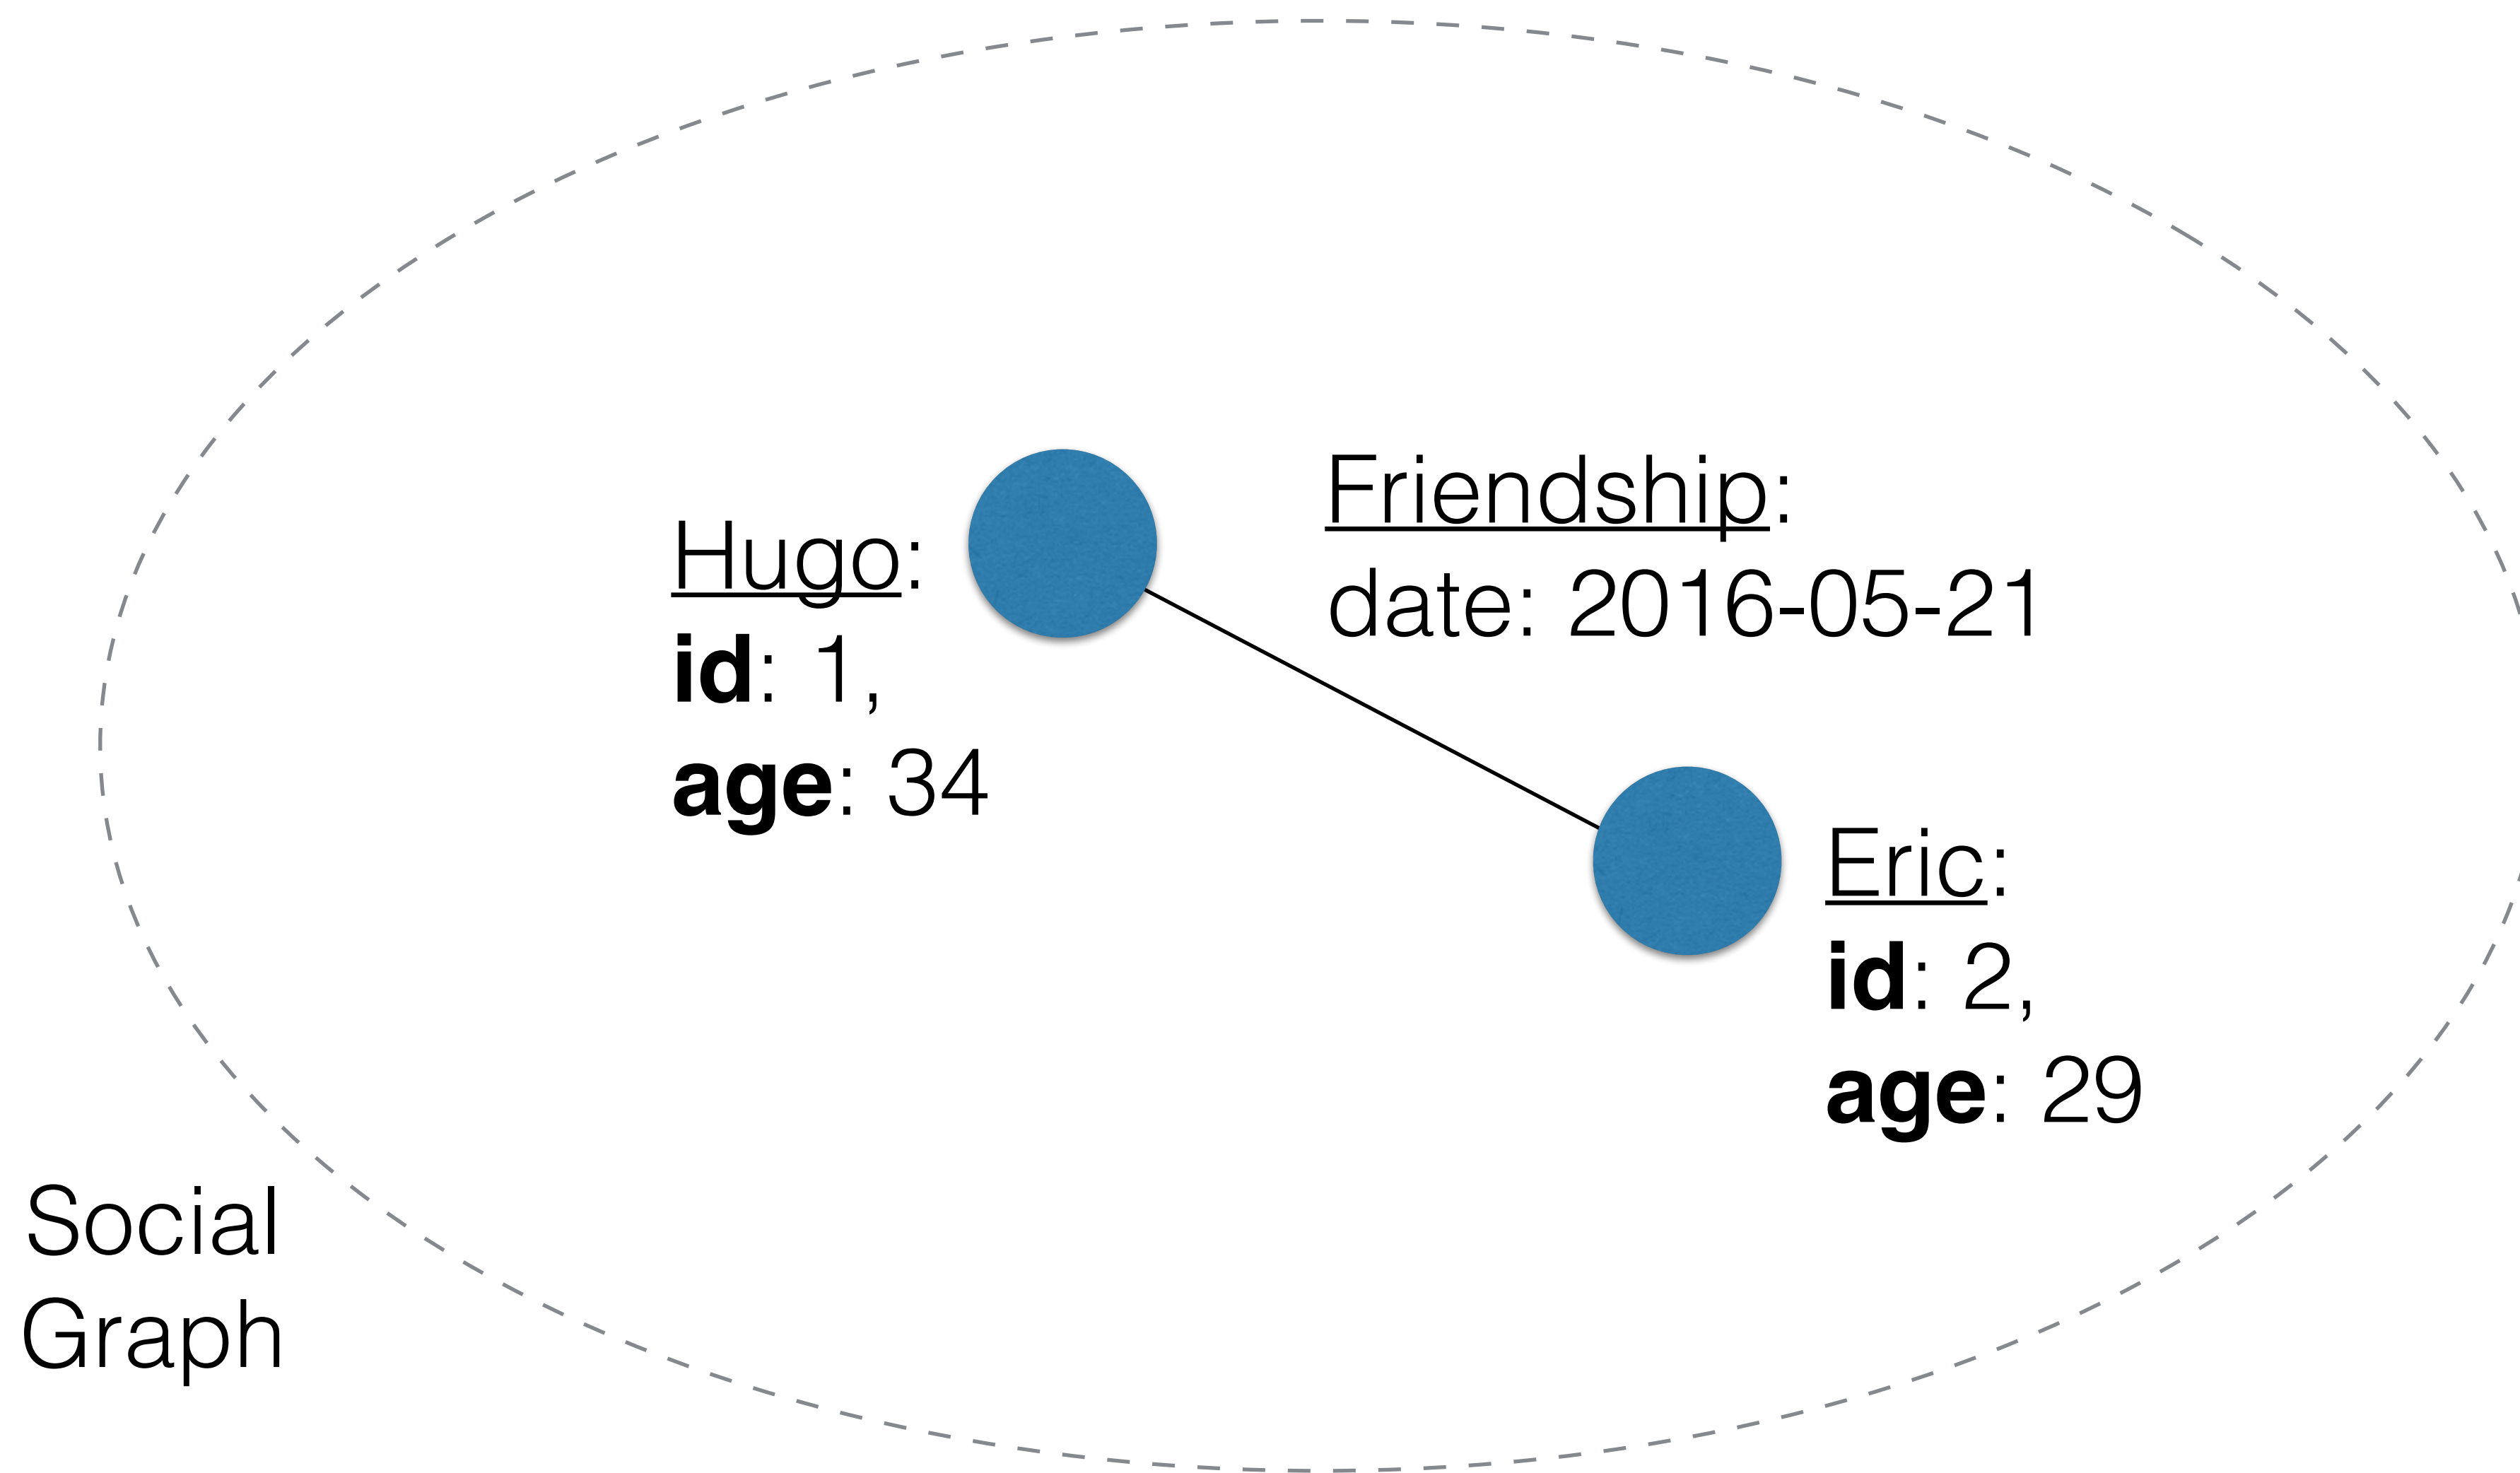 Hugo:
id: 1,
age: 34
Friendship:
date: 2016-05-21
Eric:
id: 2,
age: 29
Social
Graph